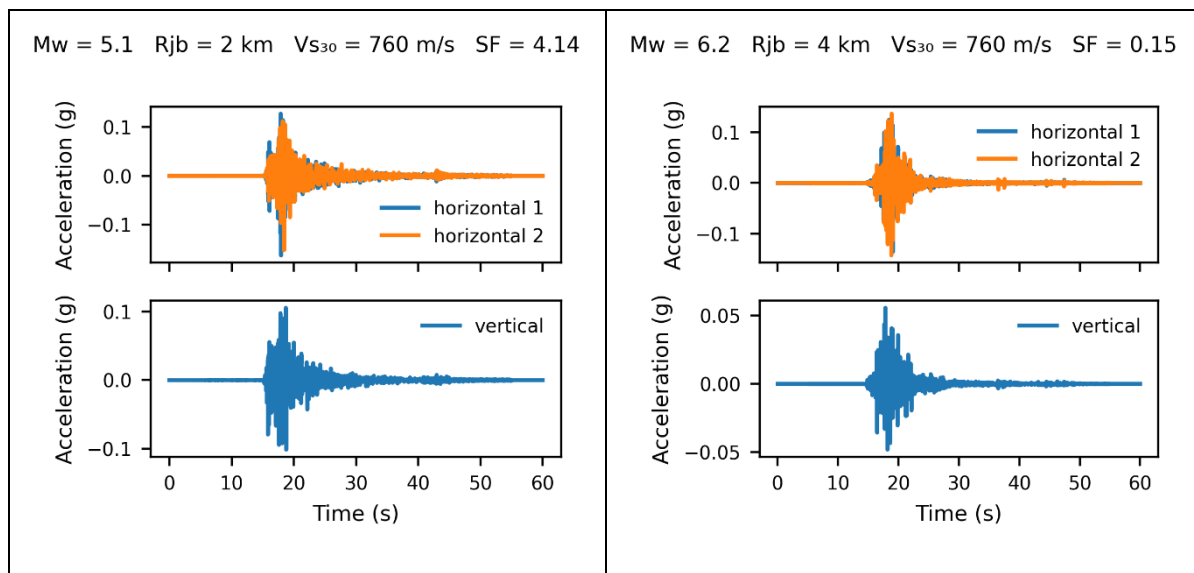 Mw = 5.1 Rjb = 2 km Vs₃₀ = 760 m/s SF = 4.14
Acceleration (g)
0.1
0.0
−0.1
horizontal 1
horizontal 2
Acceleration (g)
0.1
0.0
−0.1
vertical
0 10 20 30 40 50 60
Time (s)
Mw = 6.2 Rjb = 4 km Vs₃₀ = 760 m/s SF = 0.15
Acceleration (g)
0.1
0.0
−0.1
horizontal 1
horizontal 2
Acceleration (g)
0.05
0.00
−0.05
vertical
0 10 20 30 40 50 60
Time (s)